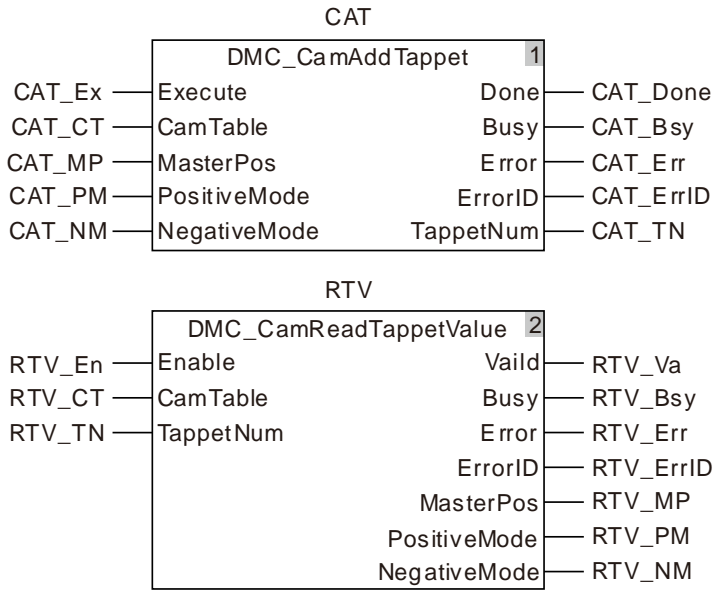 CAT
DMC_CamAddTappet 1
CAT_Ex Execute Done CAT_Done
CAT_CT CamTable Busy CAT_Bsy
CAT_MP MasterPos Error CAT_Err
CAT_PM PositiveMode ErrorID CAT_ErrID
CAT_NM NegativeMode TappetNum CAT_TN
RTV
DMC_CamReadTappetValue 2
RTV_En Enable Vaild RTV_Va
RTV_CT CamTable Busy RTV_Bsy
RTV_TN TappetNum Error RTV_Err
ErrorID RTV_ErrID
MasterPos RTV_MP
PositiveMode RTV_PM
NegativeMode RTV_NM